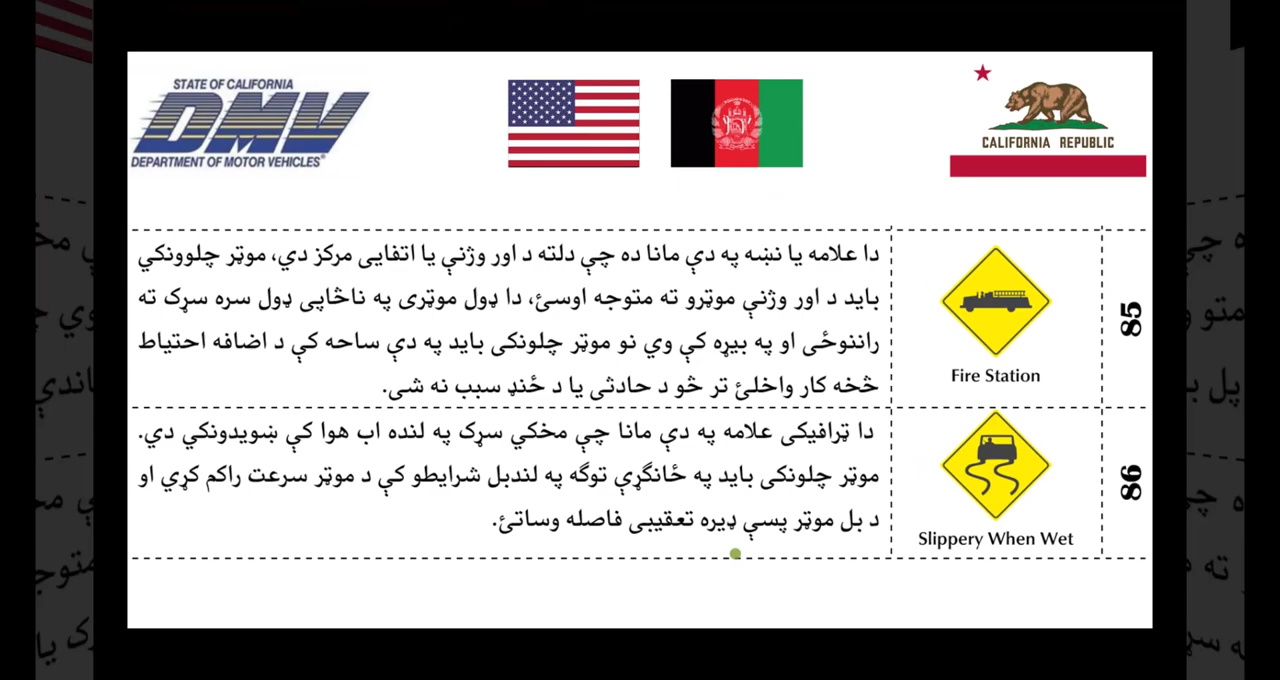 STATE OF CALIFORNIA
DMV
DEPARTMENT OF MOTOR VEHICLES
CALIFORNIA REPUBLIC
85
Fire Station
دا علامه یا نښه په دې مانا ده چې دلته د اور وژنې یا اتفایی مرکز دي، موټر چلوونکي
باید د اور وژنې موټرو ته متوجه اوسئ، دا ډول موټرى په ناڅاپی ډول سره سړک ته
راننوځی او په بیړه کې وي نو موټر چلونکی باید په دې ساحه کې د اضافه احتیاط
څخه کار واخلئ تر څو د حادثی یا د ځنډ سبب نه شی.
86
Slippery When Wet
دا ټرافیکی علامه په دې مانا چې مخکي سړک په لنده اب هوا کې ښویدونکي دي.
موټر چلونکی باید په ځانګړې توګه په لندبل شرایطو کې د موټر سرعت راکم کړي او
د بل موټر پسې ډیره تعقیبی فاصله وساتئ.